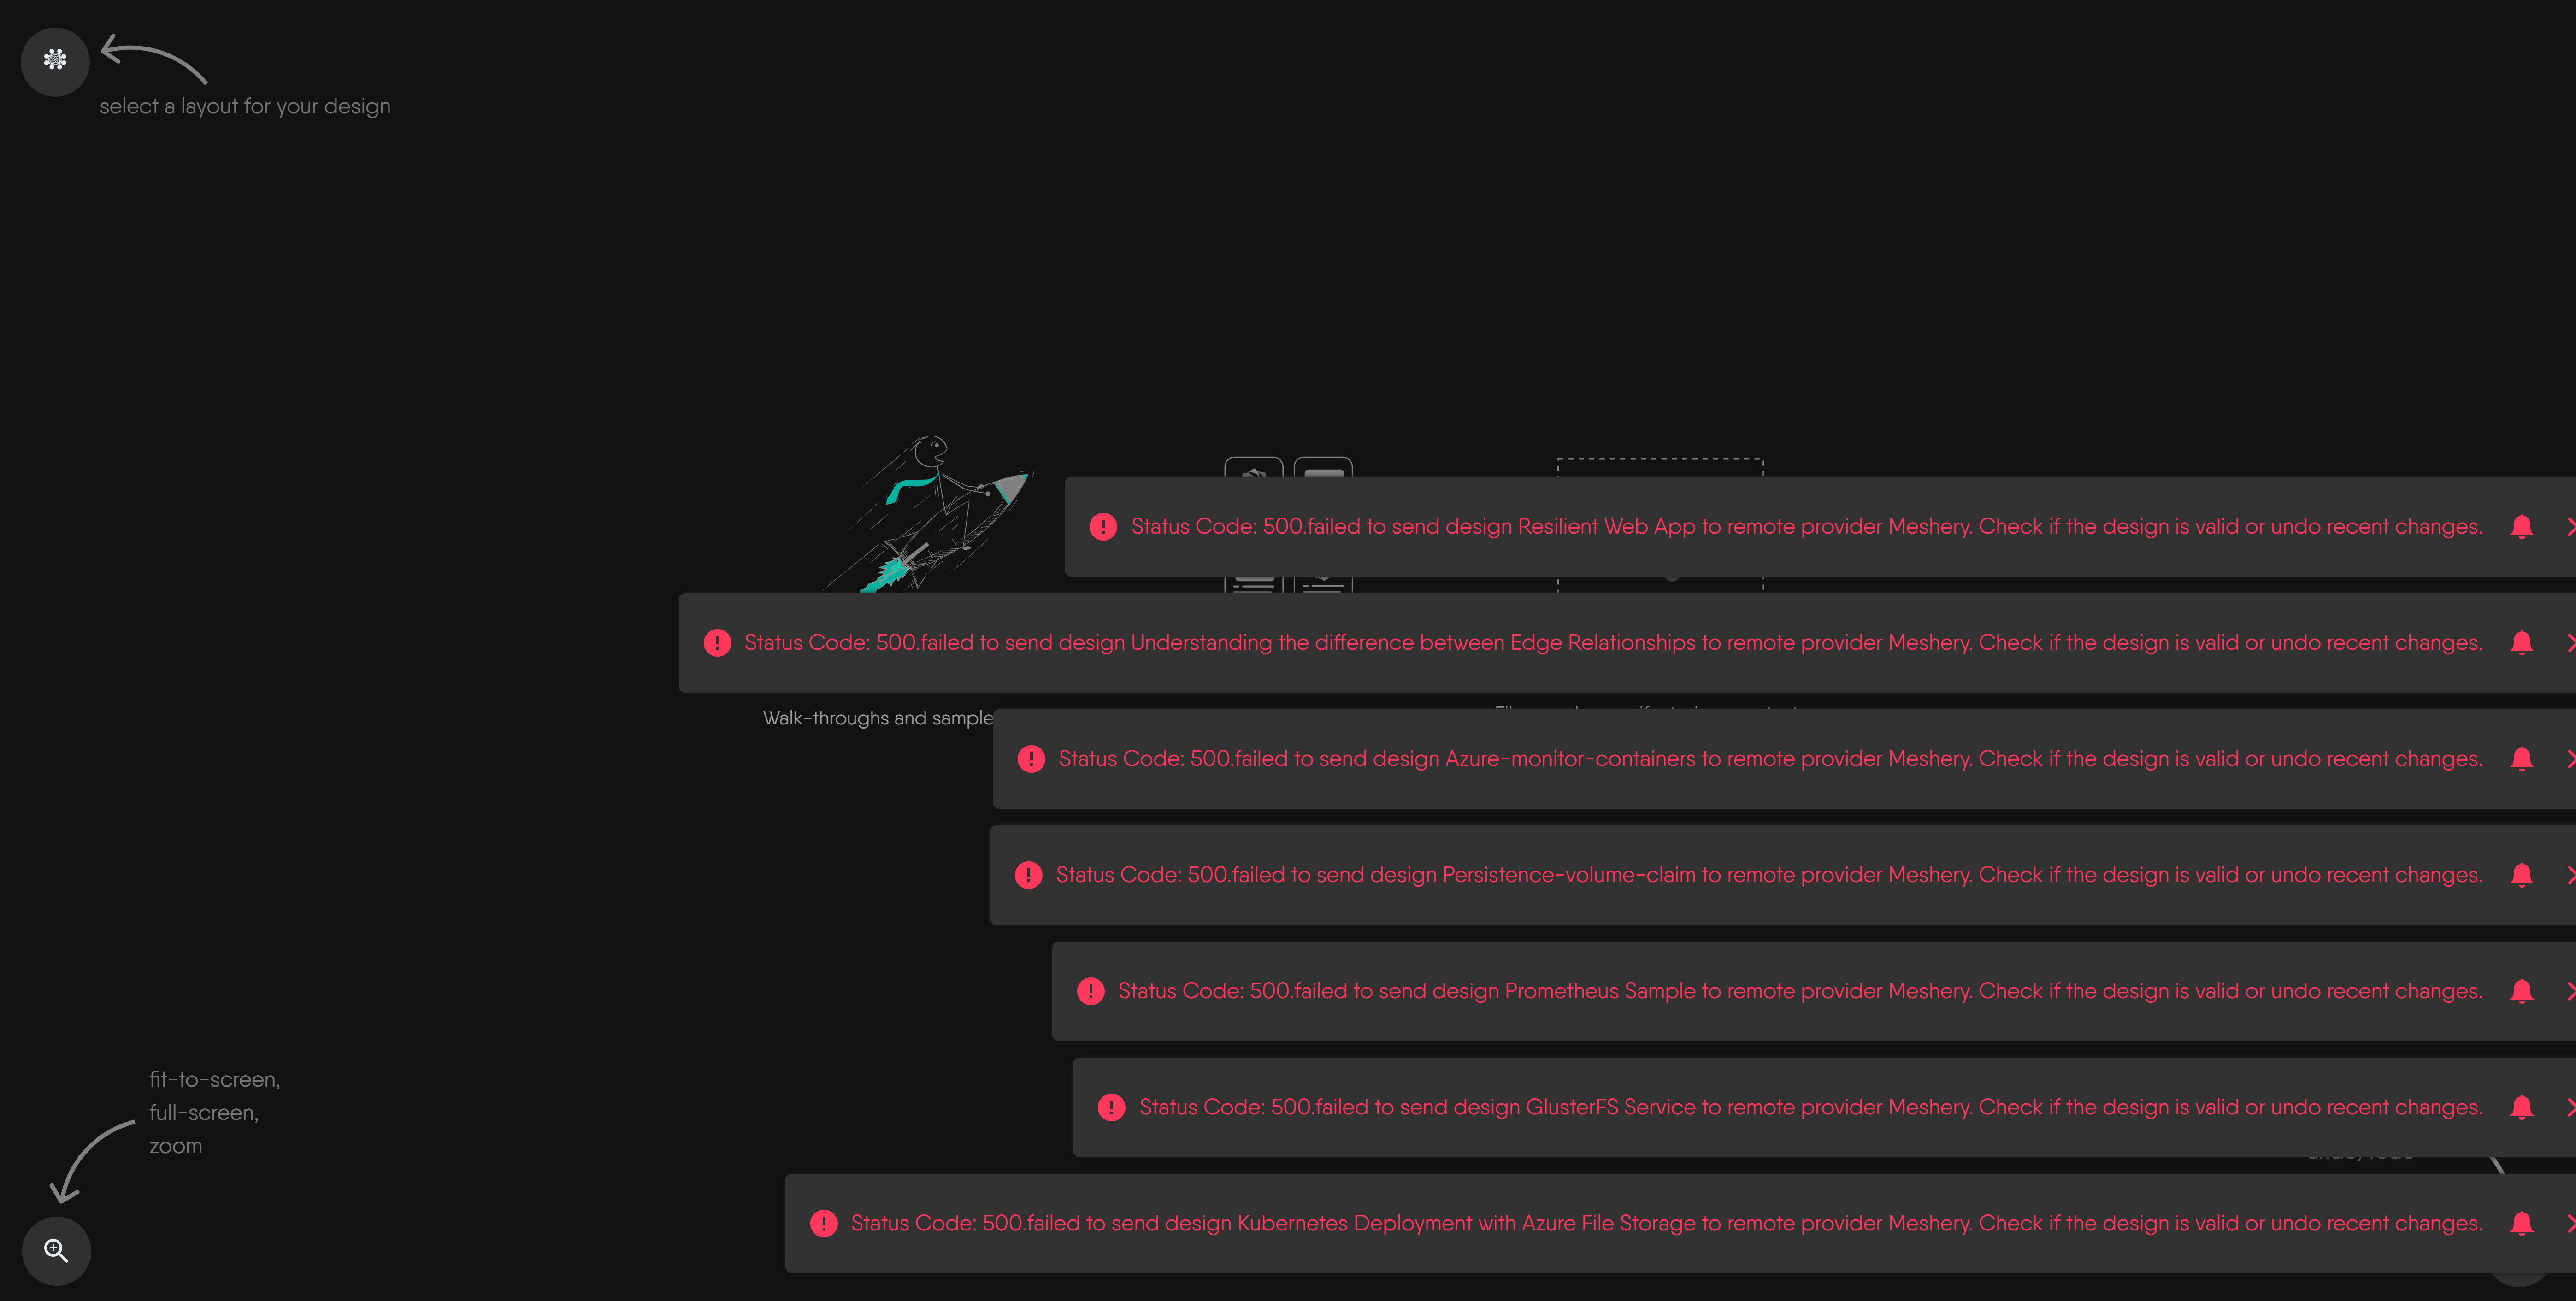 select a layout for your design
Status Code: 500.failed to send design Resilient Web App to remote provider Meshery. Check if the design is valid or undo recent changes.
Status Code: 500.failed to send design Understanding the difference between Edge Relationships to remote provider Meshery. Check if the design is valid or undo recent changes.
Walk-throughs and sample
Status Code: 500.failed to send design Azure-monitor-containers to remote provider Meshery. Check if the design is valid or undo recent changes.
Status Code: 500.failed to send design Persistence-volume-claim to remote provider Meshery. Check if the design is valid or undo recent changes.
Status Code: 500.failed to send design Prometheus Sample to remote provider Meshery. Check if the design is valid or undo recent changes.
fit-to-screen,
full-screen,
zoom
Status Code: 500.failed to send design GlusterFS Service to remote provider Meshery. Check if the design is valid or undo recent changes.
Status Code: 500.failed to send design Kubernetes Deployment with Azure File Storage to remote provider Meshery. Check if the design is valid or undo recent changes.